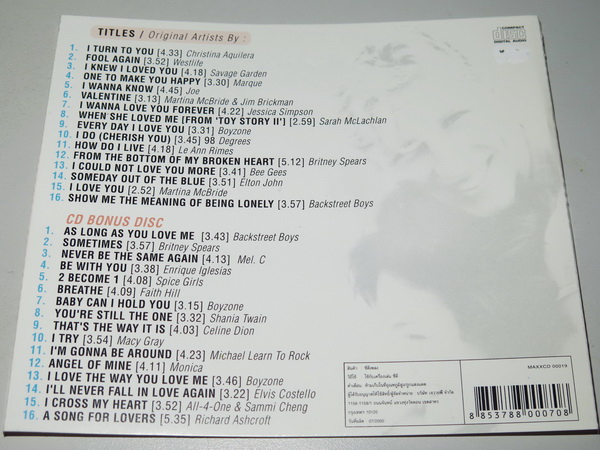 TITLES / Original Artists By :
COMPACT
disc
DIGITAL AUDIO
1. I TURN TO YOU [4.33] Christina Aquilera
2. FOOL AGAIN [3.52] Westlife
3. I KNEW I LOVED YOU [4.18] Savage Garden
4. ONE TO MAKE YOU HAPPY [3.30] Marque
5. I WANNA KNOW [4.45] Joe
6. VALENTINE [3.13] Martina McBride & Jim Brickman
7. I WANNA LOVE YOU FOREVER [4.22] Jessica Simpson
8. WHEN SHE LOVED ME [FROM 'TOY STORY II'] [2.59] Sarah McLachlan
9. EVERY DAY I LOVE YOU [3.31] Boyzone
10. I DO (CHERISH YOU) [3.45] 98 Degrees
11. HOW DO I LIVE [4.18] Le Ann Rimes
12. FROM THE BOTTOM OF MY BROKEN HEART [5.12] Britney Spears
13. I COULD NOT LOVE YOU MORE [3.41] Bee Gees
14. SOMEDAY OUT OF THE BLUE [3.51] Elton John
15. I LOVE YOU [2.52] Martina McBride
16. SHOW ME THE MEANING OF BEING LONELY [3.57] Backstreet Boys
CD BONUS DISC
1. AS LONG AS YOU LOVE ME [3.43] Backstreet Boys
2. SOMETIMES [3.57] Britney Spears
3. NEVER BE THE SAME AGAIN [4.13] Mel. C
4. BE WITH YOU [3.38] Enrique Iglesias
5. 2 BECOME 1 [4.08] Spice Girls
6. BREATHE [4.09] Faith Hill
7. BABY CAN I HOLD YOU [3.15] Boyzone
8. YOU'RE STILL THE ONE [3.32] Shania Twain
9. THAT'S THE WAY IT IS [4.03] Celine Dion
10. I TRY [3.54] Macy Gray
11. I'M GONNA BE AROUND [4.23] Michael Learn To Rock
12. ANGEL OF MINE [4.11] Monica
13. I LOVE THE WAY YOU LOVE ME [3.46] Boyzone
14. I'LL NEVER FALL IN LOVE AGAIN [3.22] Elvis Costello
15. I CROSS MY HEART [3.52] All-4-One & Sammi Cheng
16. A SONG FOR LOVERS [5.35] Richard Ashcroft
MAXXCD 00019
8 853788 000708